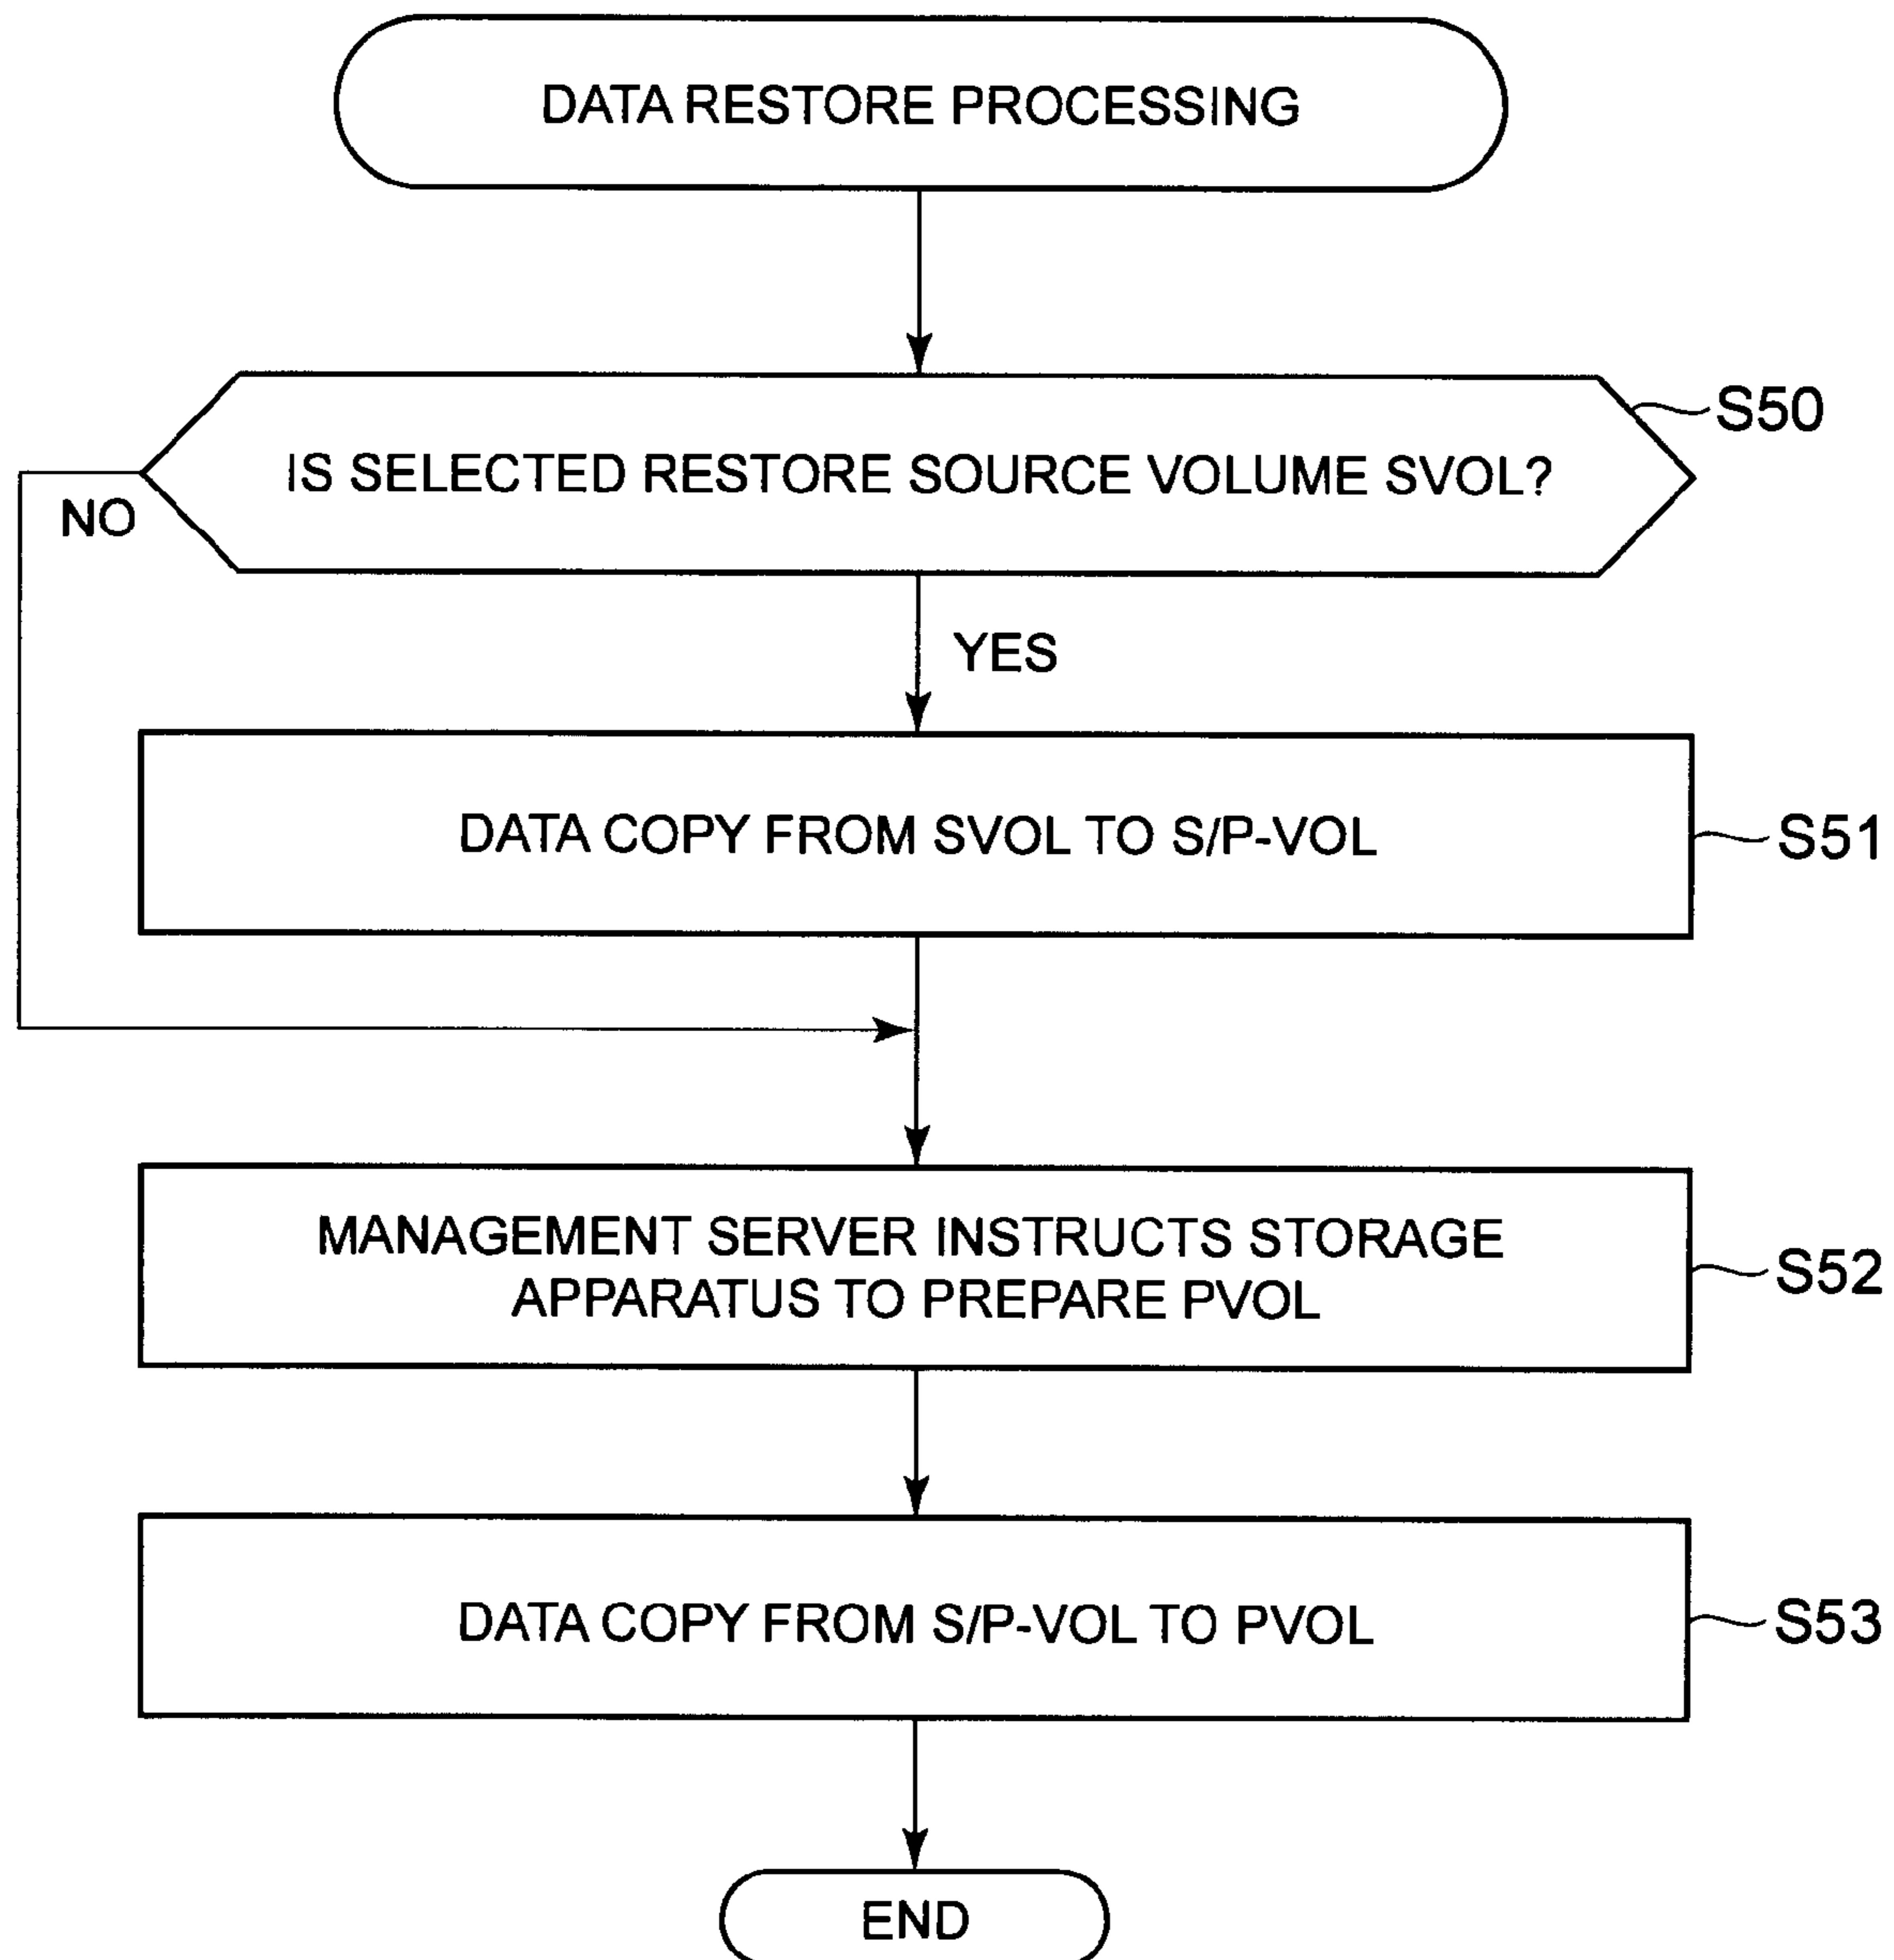 DATA RESTORE PROCESSING
S50
IS SELECTED RESTORE SOURCE VOLUME SVOL?
NO
YES
DATA COPY FROM SVOL TO S/P-VOL
S51
MANAGEMENT SERVER INSTRUCTS STORAGE
APPARATUS TO PREPARE PVOL
S52
DATA COPY FROM S/P-VOL TO PVOL
S53
END